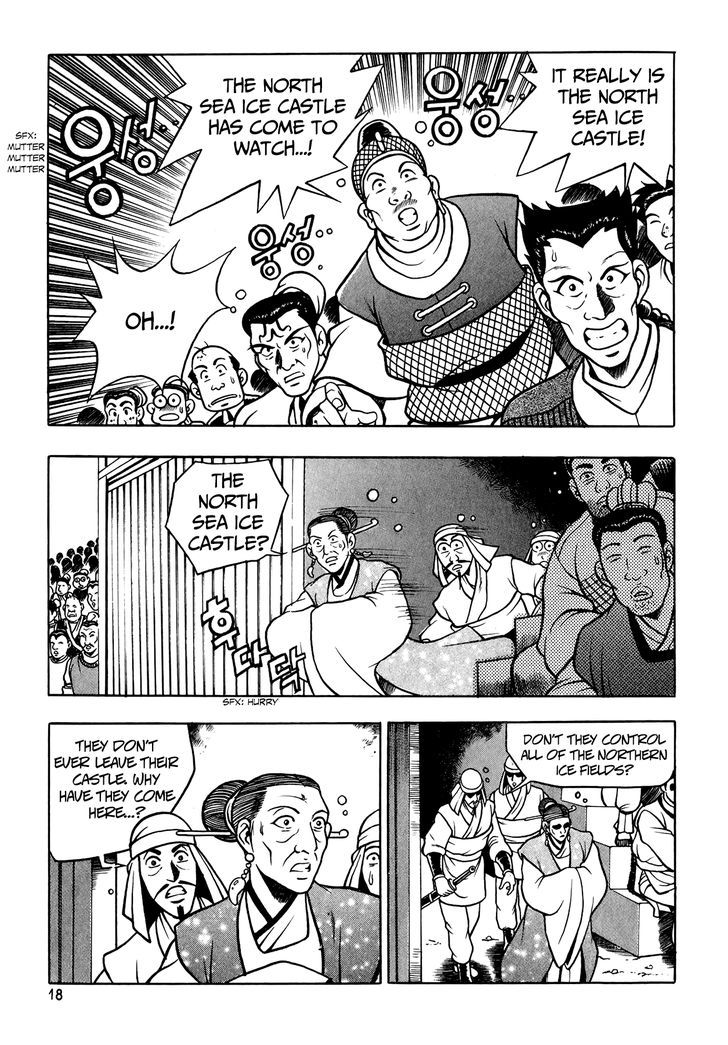 THE NORTH
SEA ICE CASTLE
HAS COME TO
WATCH...!
IT REALLY IS
THE NORTH
SEA ICE
CASTLE!
웅성
웅성
웅성
SFX:
MUTTER
MUTTER
MUTTER
OH...!
THE
NORTH
SEA ICE
CASTLE?
후다닥
SFX: HURRY
THEY DON'T
EVER LEAVE THEIR
CASTLE. WHY
HAVE THEY COME
HERE...?
DON'T THEY CONTROL
ALL OF THE NORTHERN
ICE FIELDS?
18